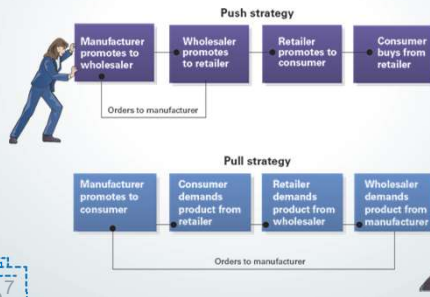 Push strategy
Manufacturer
promotes to
wholesaler
Wholesaler
promotes
to retailer
Retailer
promotes to
consumer
Consumer
buys from
retailer
Orders to manufacturer
Pull strategy
Manufacturer
promotes to
consumer
Consumer
demands
product from
retailer
Retailer
demands
product from
wholesaler
Wholesaler
demands
product from
manufacturer
Orders to manufacturer
7